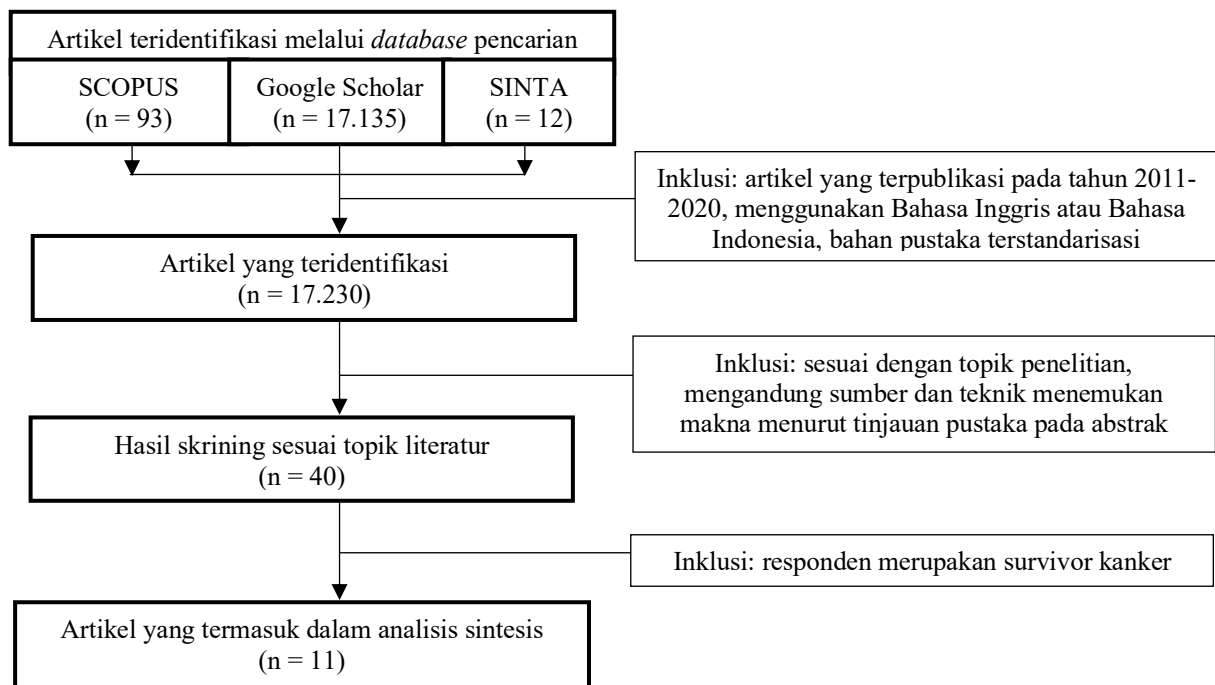 Artikel teridentifikasi melalui database pencarian
SCOPUS
(n = 93)
Google Scholar
(n = 17.135)
SINTA
(n = 12)
Inklusi: artikel yang terpublikasi pada tahun 2011-
2020, menggunakan Bahasa Inggris atau Bahasa
Indonesia, bahan pustaka terstandarisasi
Artikel yang teridentifikasi
(n = 17.230)
Inklusi: sesuai dengan topik penelitian,
mengandung sumber dan teknik menemukan
makna menurut tinjauan pustaka pada abstrak
Hasil skrining sesuai topik literatur
(n = 40)
Inklusi: responden merupakan survivor kanker
Artikel yang termasuk dalam analisis sintesis
(n = 11)